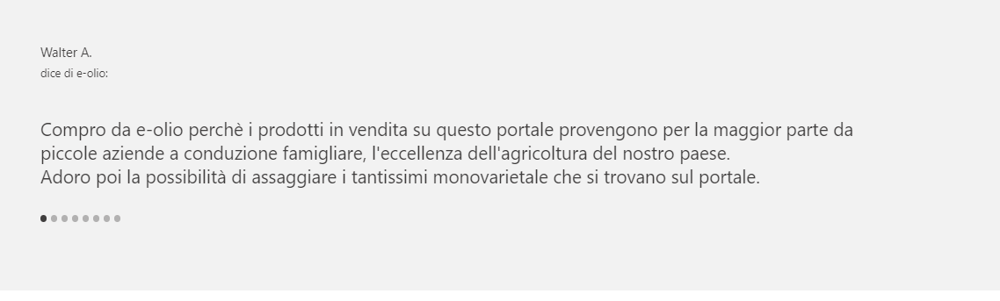 Walter A.
dice di e-olio:
Compro da e-olio perchè i prodotti in vendita su questo portale provengono per la maggior parte da
piccole aziende a conduzione famigliare, l'eccellenza dell'agricoltura del nostro paese.
Adoro poi la possibilità di assaggiare i tantissimi monovarietale che si trovano sul portale.